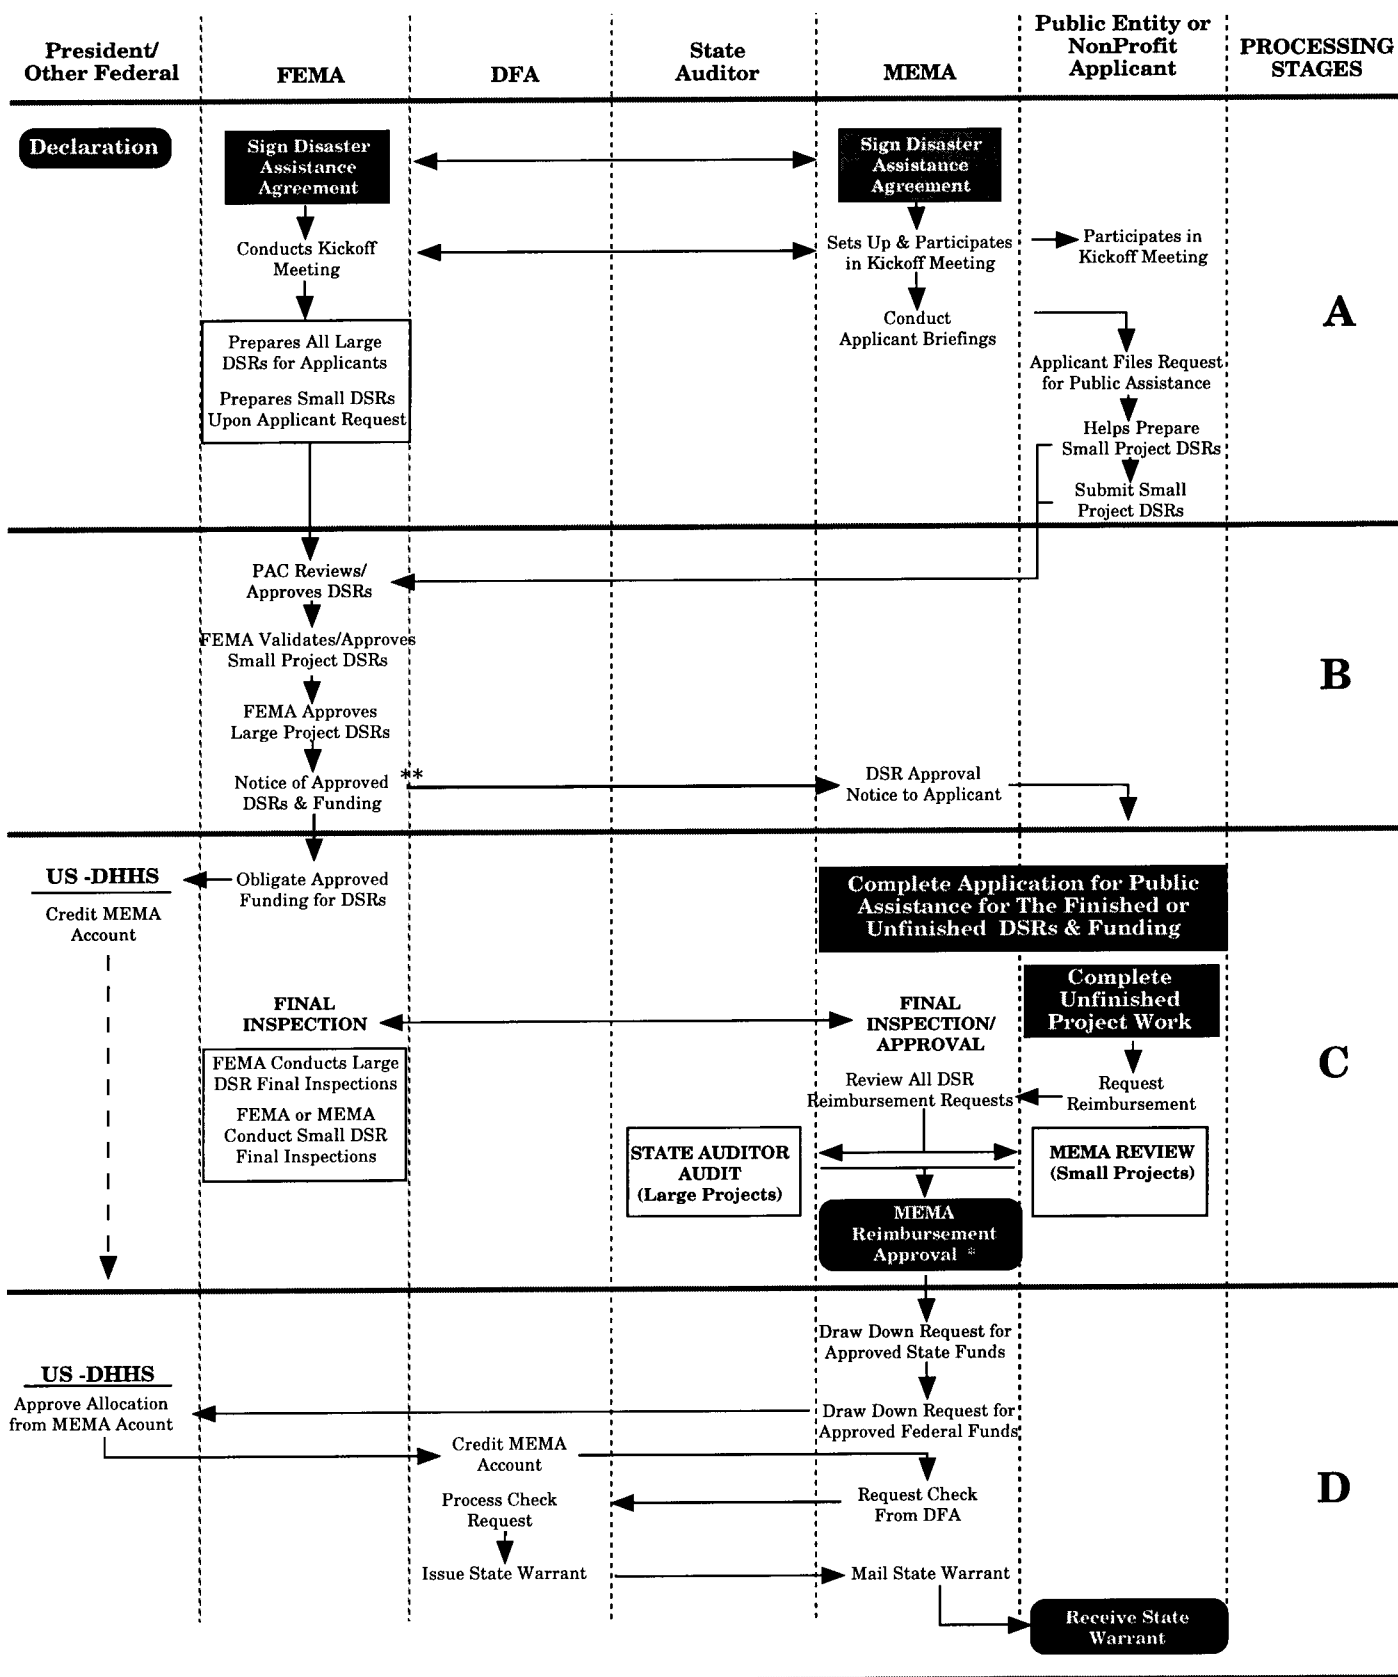 President/
Other Federal
FEMA
DFA
State
Auditor
MEMA
Public Entity or
NonProfit
Applicant
PROCESSING
STAGES
Declaration
Sign Disaster
Assistance
Agreement
Sign Disaster
Assistance
Agreement
Conducts Kickoff
Meeting
Sets Up & Participates
in Kickoff Meeting
Participates in
Kickoff Meeting
Prepares All Large
DSRs for Applicants
Prepares Small DSRs
Upon Applicant Request
Conduct
Applicant Briefings
Applicant Files Request
for Public Assistance
Helps Prepare
Small Project DSRs
Submit Small
Project DSRs
A
PAC Reviews/
Approves DSRs
FEMA Validates/Approves
Small Project DSRs
FEMA Approves
Large Project DSRs
Notice of Approved
DSRs & Funding
**
DSR Approval
Notice to Applicant
B
US -DHHS
Credit MEMA
Account
Obligate Approved
Funding for DSRs
Complete Application for Public
Assistance for The Finished or
Unfinished DSRs & Funding
Complete
Unfinished
Project Work
FINAL
INSPECTION
FINAL
INSPECTION/
APPROVAL
FEMA Conducts Large
DSR Final Inspections
FEMA or MEMA
Conduct Small DSR
Final Inspections
Review All DSR
Reimbursement Requests
Request
Reimbursement
STATE AUDITOR
AUDIT
(Large Projects)
MEMA REVIEW
(Small Projects)
MEMA
Reimbursement
Approval *
C
Draw Down Request for
Approved State Funds
US -DHHS
Approve Allocation
from MEMA Acount
Draw Down Request for
Approved Federal Funds
Credit MEMA
Account
Process Check
Request
Request Check
From DFA
Issue State Warrant
Mail State Warrant
Receive State
Warrant
D